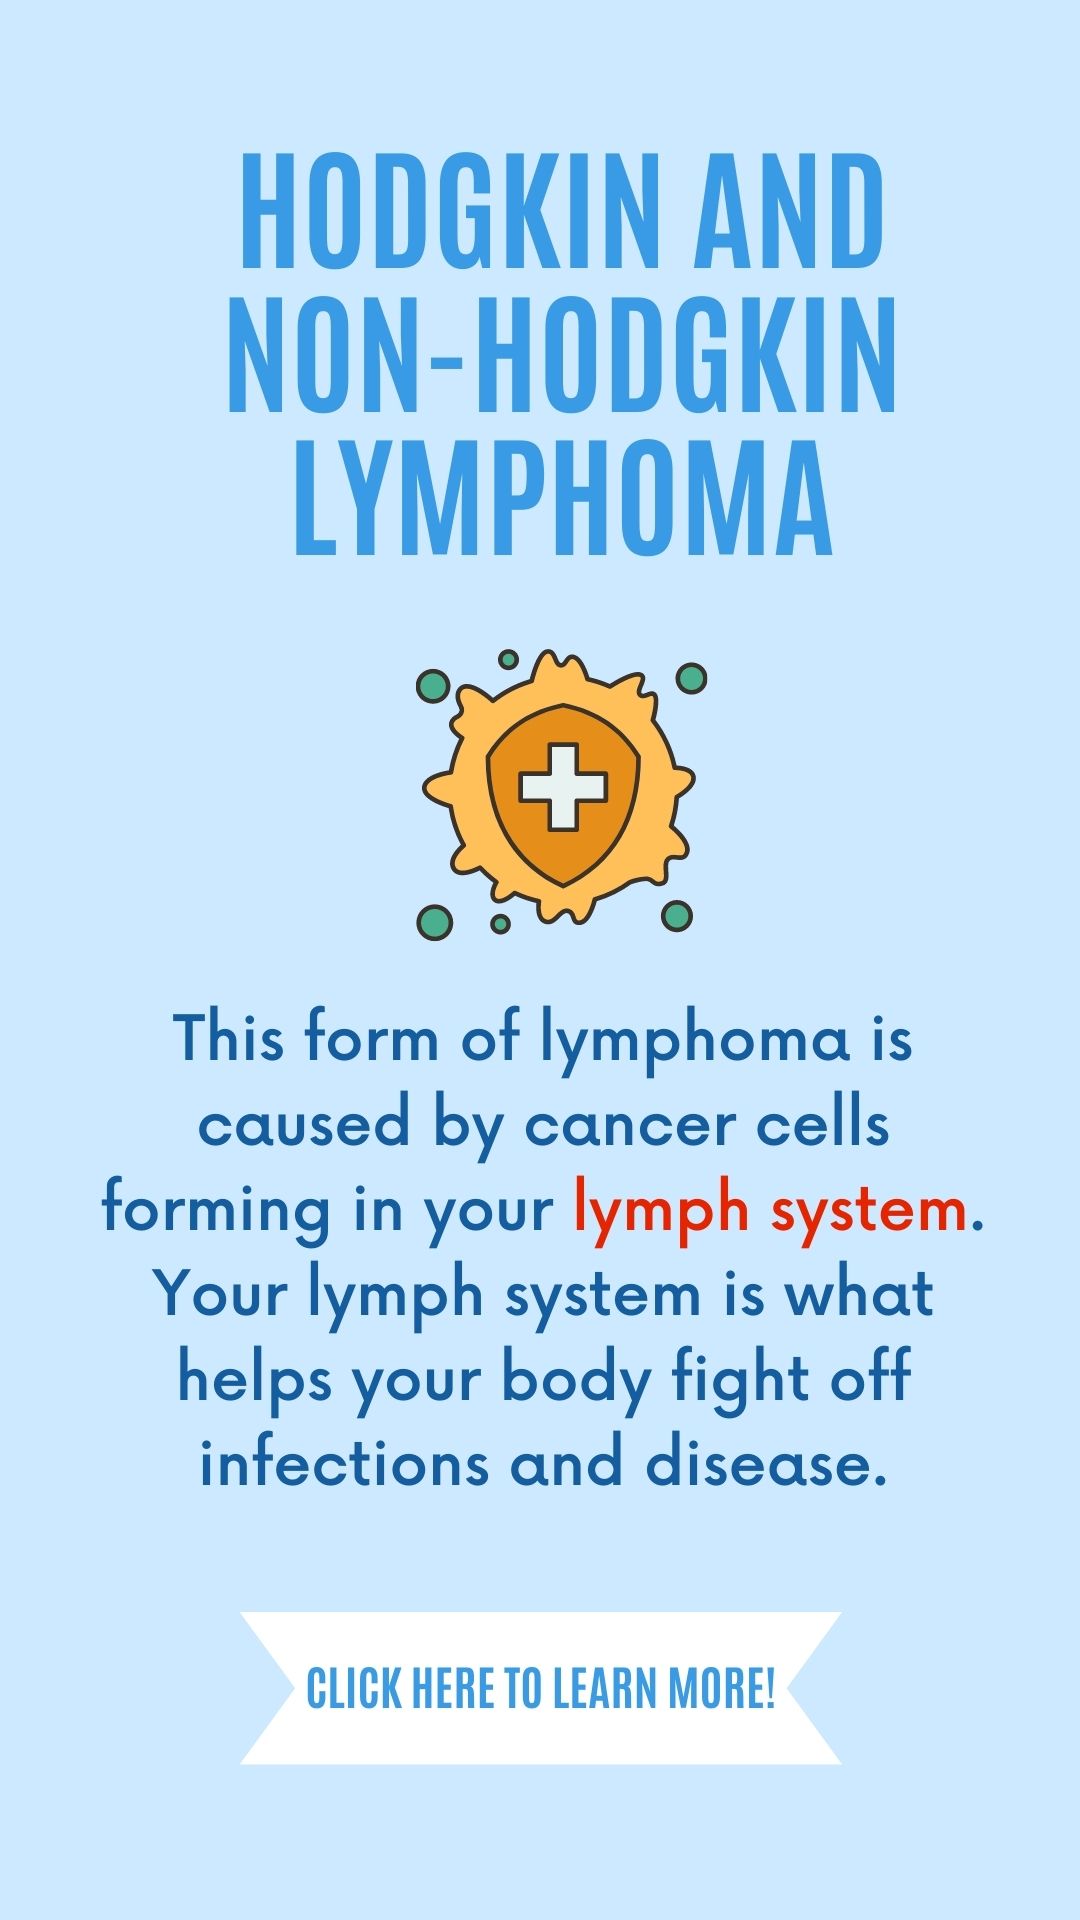 HODGKIN AND
NON-HODGKIN
LYMPHOMA
This form of lymphoma is
caused by cancer cells
forming in your lymph system.
Your lymph system is what
helps your body fight off
infections and disease.
CLICK HERE TO LEARN MORE!